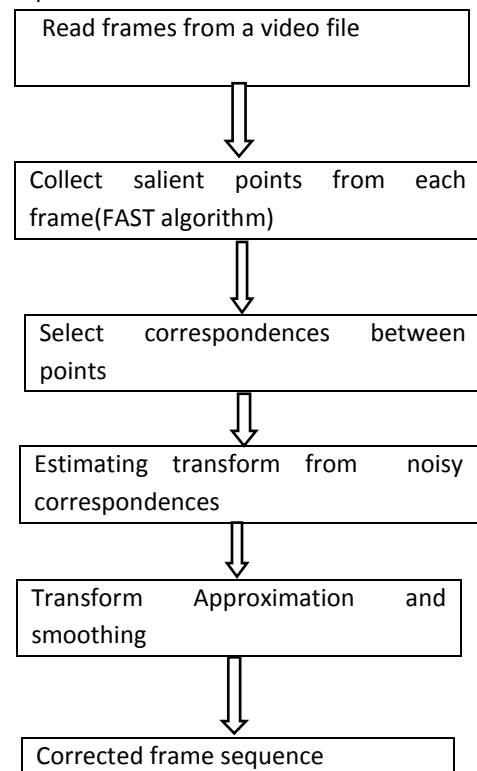 Read frames from a video file
Collect salient points from each
frame(FAST algorithm)
Select correspondences between
points
Estimating transform from noisy
correspondences
Transform Approximation and
smoothing
Corrected frame sequence